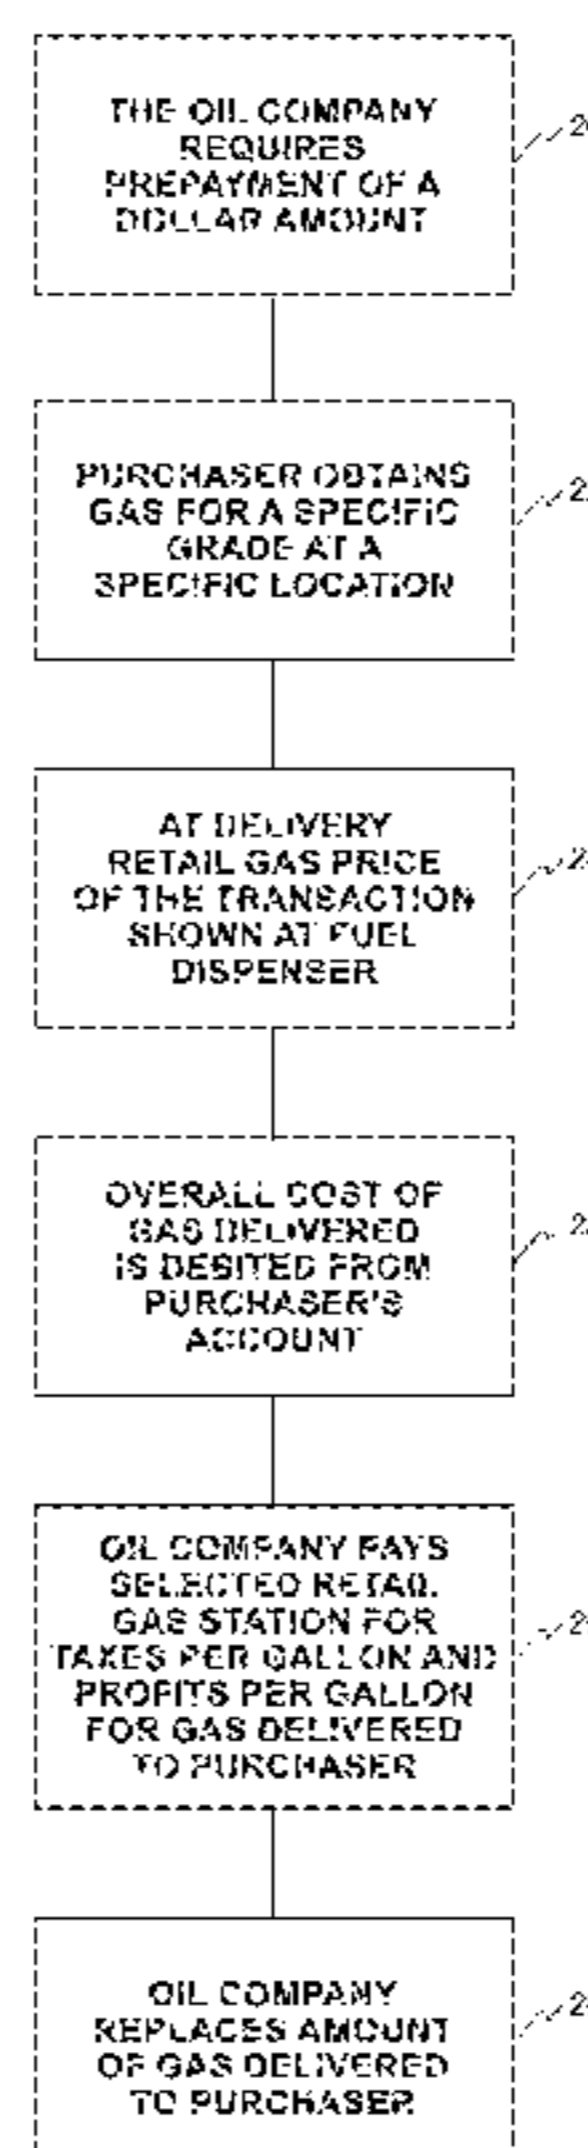 THE OIL COMPANY
REQUIRES
PREPAYMENT OF A
DOLLAR AMOUNT
PURCHASER OBTAINS
GAS FOR A SPECIFIC
GRADE AT A
SPECIFIC LOCATION
AT DELIVERY
RETAIL GAS PRICE
OF THE TRANSACTION
SHOWN AT FUEL
DISPENSER
OVERALL COST OF
GAS DELIVERED
IS DEBITED FROM
PURCHASER'S
ACCOUNT
OIL COMPANY PAYS
SELECTED RETAIL
GAS STATION FOR
TAXES PER GALLON AND
PROFITS PER GALLON
FOR GAS DELIVERED
TO PURCHASER
OIL COMPANY
REPLACES AMOUNT
OF GAS DELIVERED
TO PURCHASER